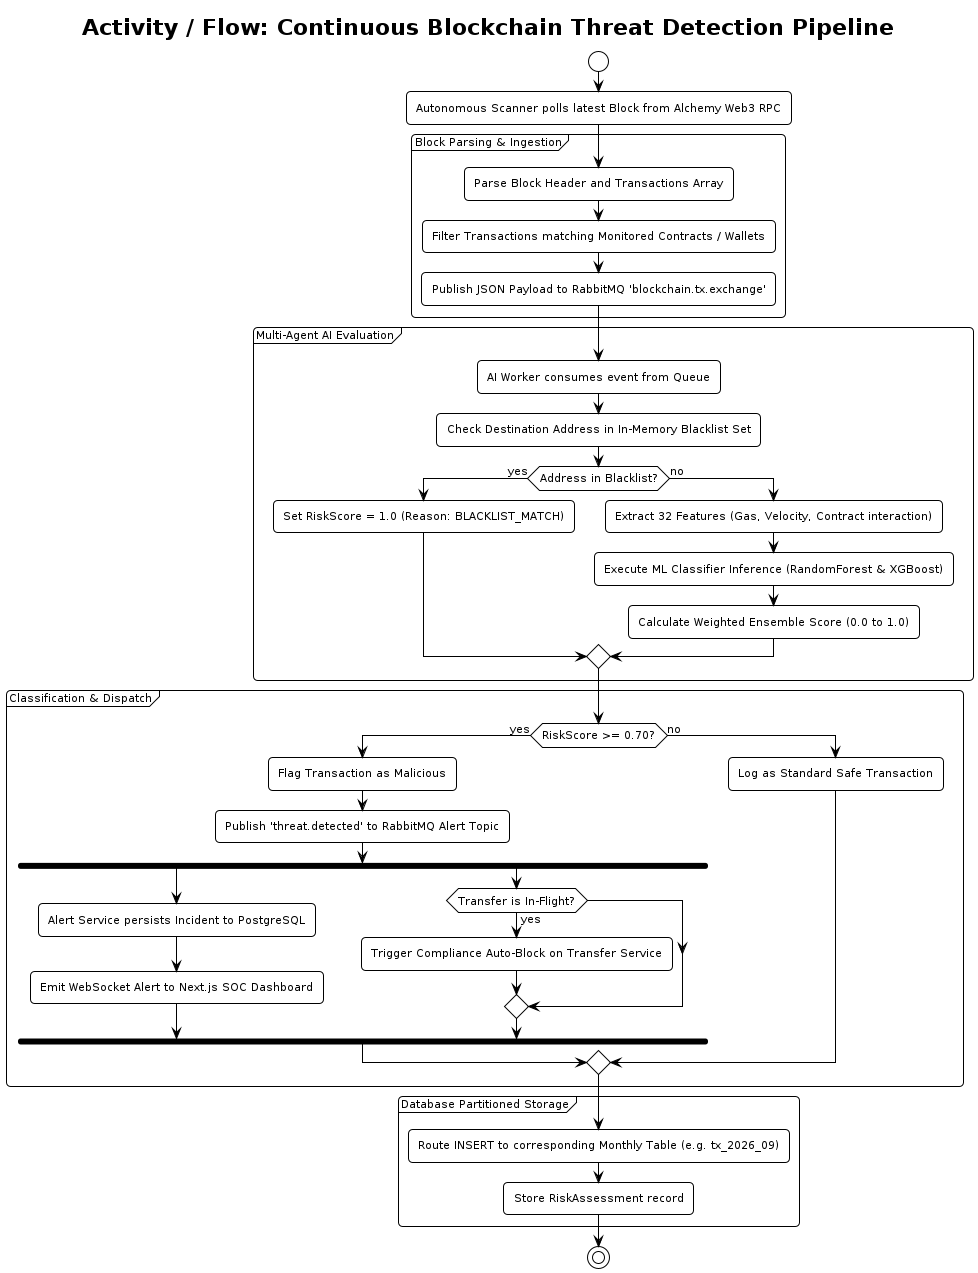 Activity / Flow: Continuous Blockchain Threat Detection Pipeline
Autonomous Scanner polls latest Block from Alchemy Web3 RPC
Block Parsing & Ingestion
Parse Block Header and Transactions Array
Filter Transactions matching Monitored Contracts / Wallets
Publish JSON Payload to RabbitMQ 'blockchain.tx.exchange'
Multi-Agent AI Evaluation
AI Worker consumes event from Queue
Check Destination Address in In-Memory Blacklist Set
yes
Address in Blacklist?
no
Set RiskScore = 1.0 (Reason: BLACKLIST_MATCH)
Extract 32 Features (Gas, Velocity, Contract interaction)
Execute ML Classifier Inference (RandomForest & XGBoost)
Calculate Weighted Ensemble Score (0.0 to 1.0)
Classification & Dispatch
yes
RiskScore >= 0.70?
no
Flag Transaction as Malicious
Log as Standard Safe Transaction
Publish 'threat.detected' to RabbitMQ Alert Topic
Transfer is In-Flight?
yes
Alert Service persists Incident to PostgreSQL
Trigger Compliance Auto-Block on Transfer Service
Emit WebSocket Alert to Next.js SOC Dashboard
Database Partitioned Storage
Route INSERT to corresponding Monthly Table (e.g. tx_2026_09)
Store RiskAssessment record